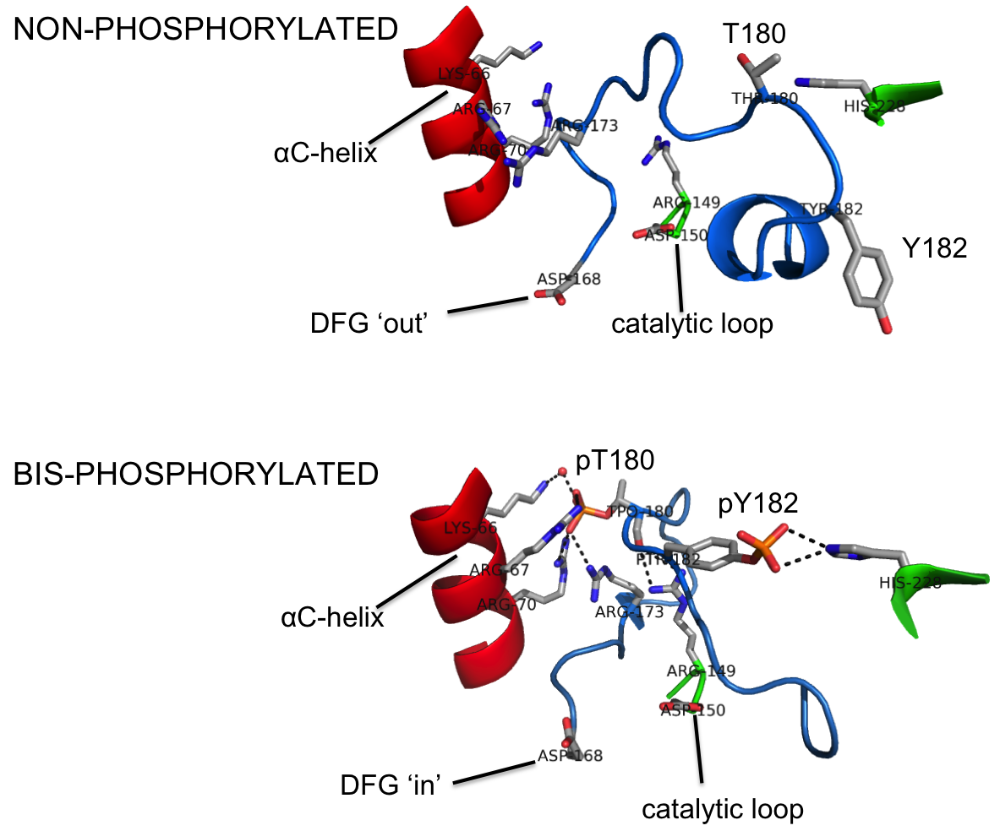 NON-PHOSPHORYLATED
T180
LYS-66
THR-180
HIS-228
ARG-67
ARG-173
αC-helix
ARG-70
ARG-149
TYR-182
ASP-150
Y182
ASP-168
DFG ‘out’
catalytic loop
BIS-PHOSPHORYLATED
pT180
pY182
TPO-180
LYS-66
PTR-182
ARG-67
HIS-228
ARG-70
ARG-173
αC-helix
ARG-149
ASP-150
ASP-168
DFG ‘in’
catalytic loop